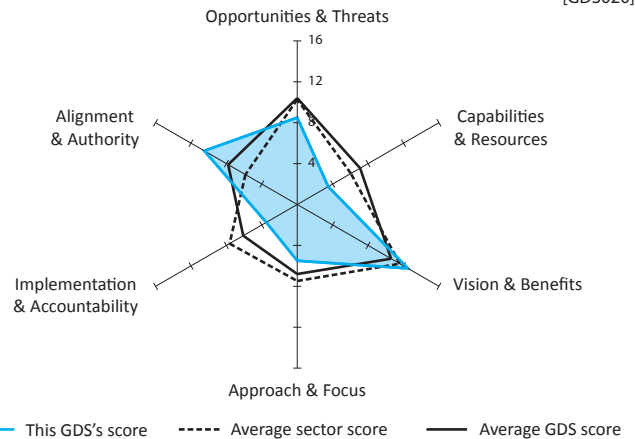 [GDS020]
Opportunities & Threats
16
12
8
4
Alignment
& Authority
Capabilities
& Resources
Implementation
& Accountability
Vision & Benefits
Approach & Focus
This GDS's score
Average sector score
Average GDS score